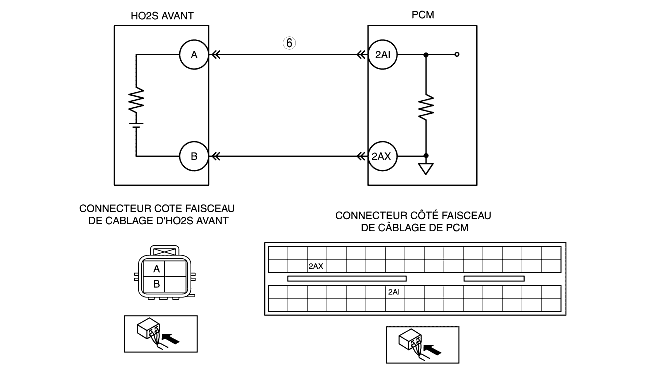 HO2S AVANT
PCM
A
6
2AI
B
2AX
CONNECTEUR COTE FAISCEAU
DE CABLAGE D'HO2S AVANT
CONNECTEUR CÔTÉ FAISCEAU
DE CÂBLAGE DE PCM
A
B
2AX
2AI